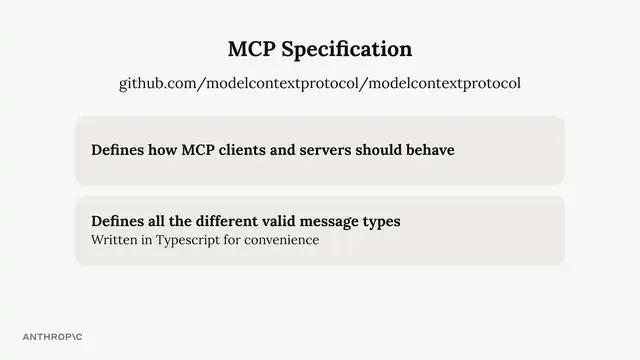 MCP Specification
github.com/modelcontextprotocol/modelcontextprotocol
Defines how MCP clients and servers should behave
Defines all the different valid message types
Written in Typescript for convenience
ANTHROP\C